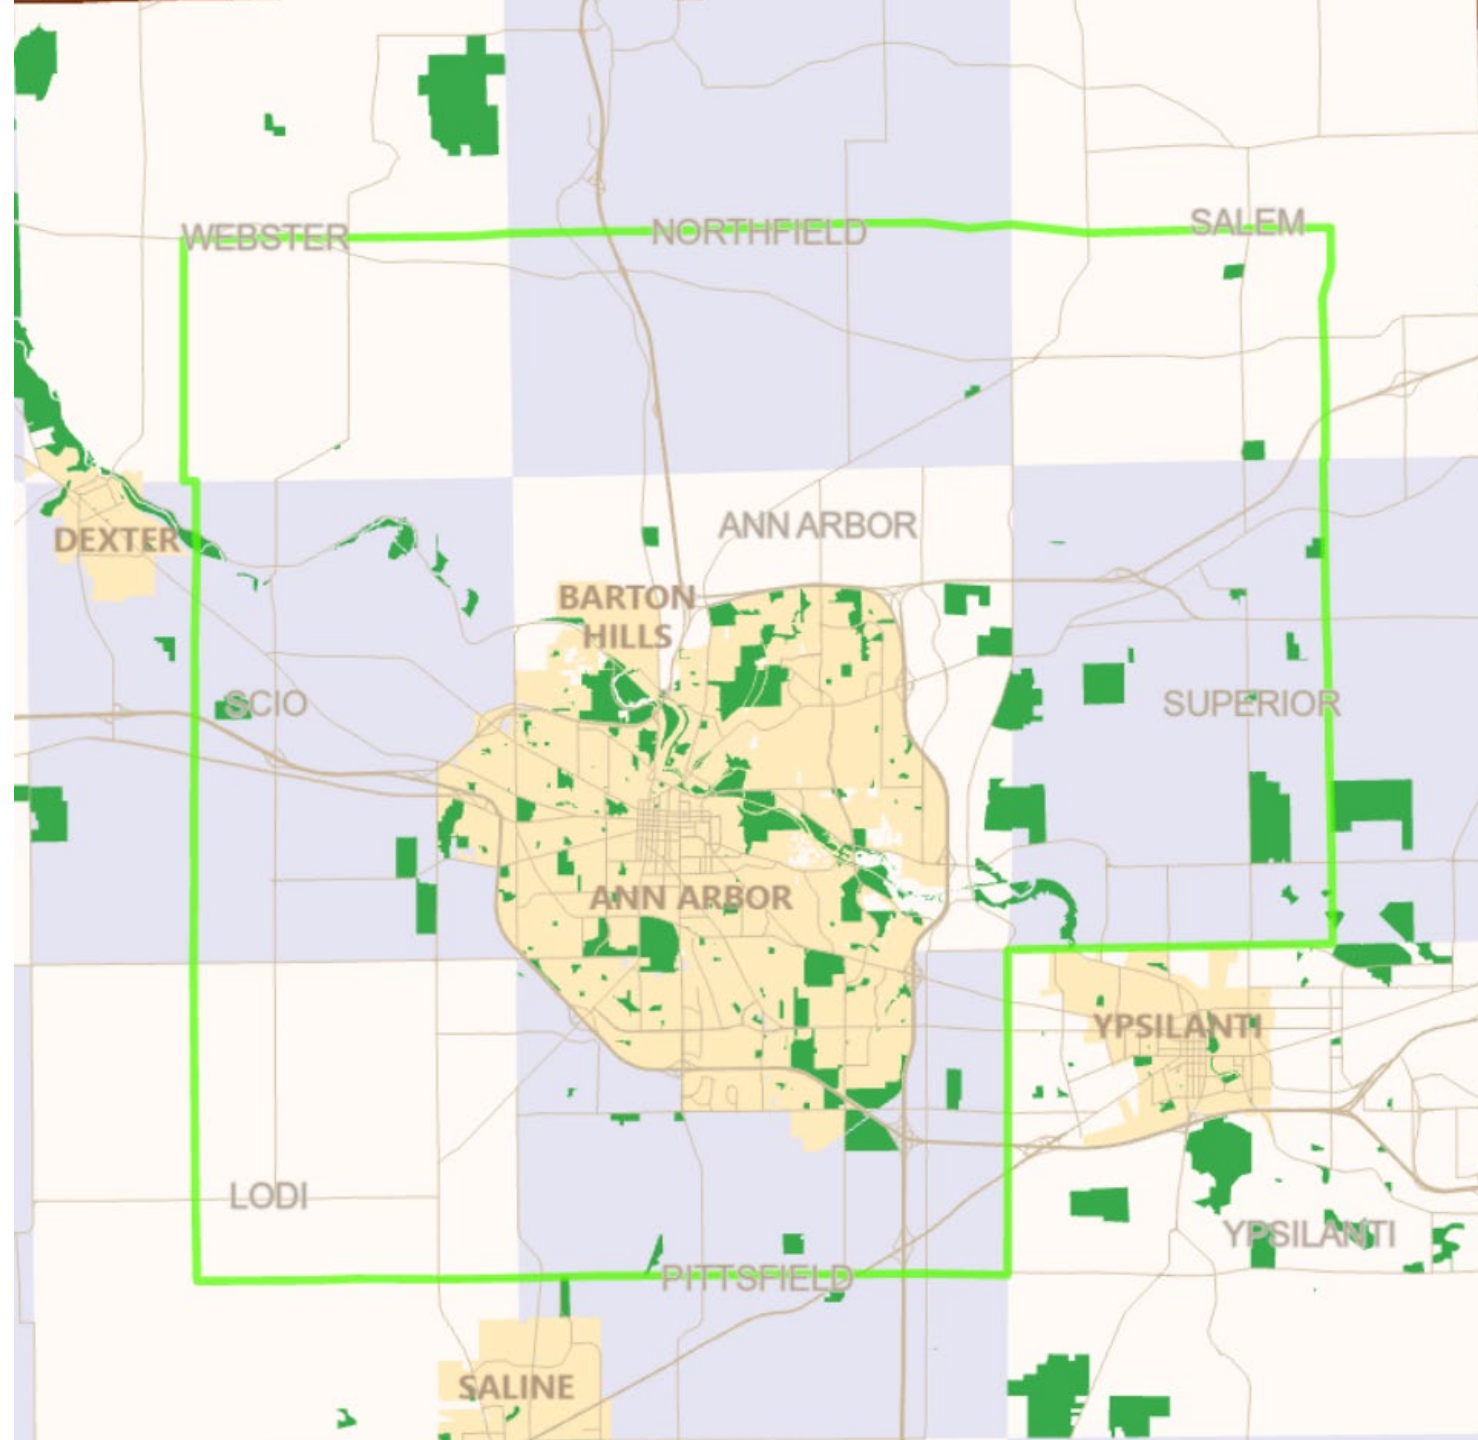 WEBSTER
NORTHFIELD
SALEM
ANN ARBOR
DEXTER
BARTON
HILLS
SCIO
SUPERIOR
ANN ARBOR
YPSILANTI
LODI
YPSILANTI
PITTSFIELD
SALINE